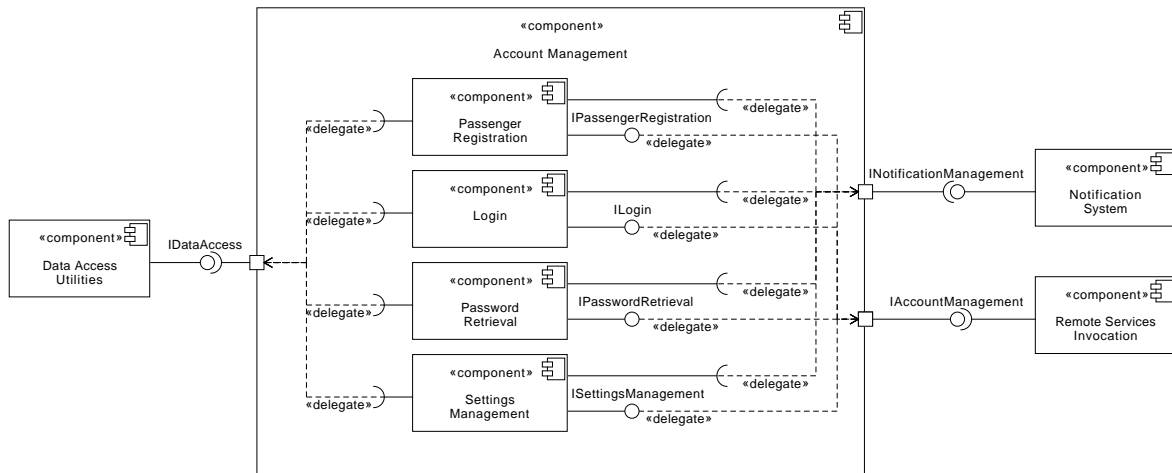 «component»
Account Management
«component»
Passenger
Registration
«delegate»
«delegate»
IPassengerRegistration
«delegate»
«component»
Login
«delegate»
«delegate»
ILogin
«delegate»
«component»
Password
Retrieval
«delegate»
«delegate»
IPasswordRetrieval
«delegate»
«component»
Settings
Management
«delegate»
«delegate»
ISettingsManagement
«delegate»
«component»
Data Access
Utilities
IDataAccess
INotificationManagement
«component»
Notification
System
IAccountManagement
«component»
Remote Services
Invocation